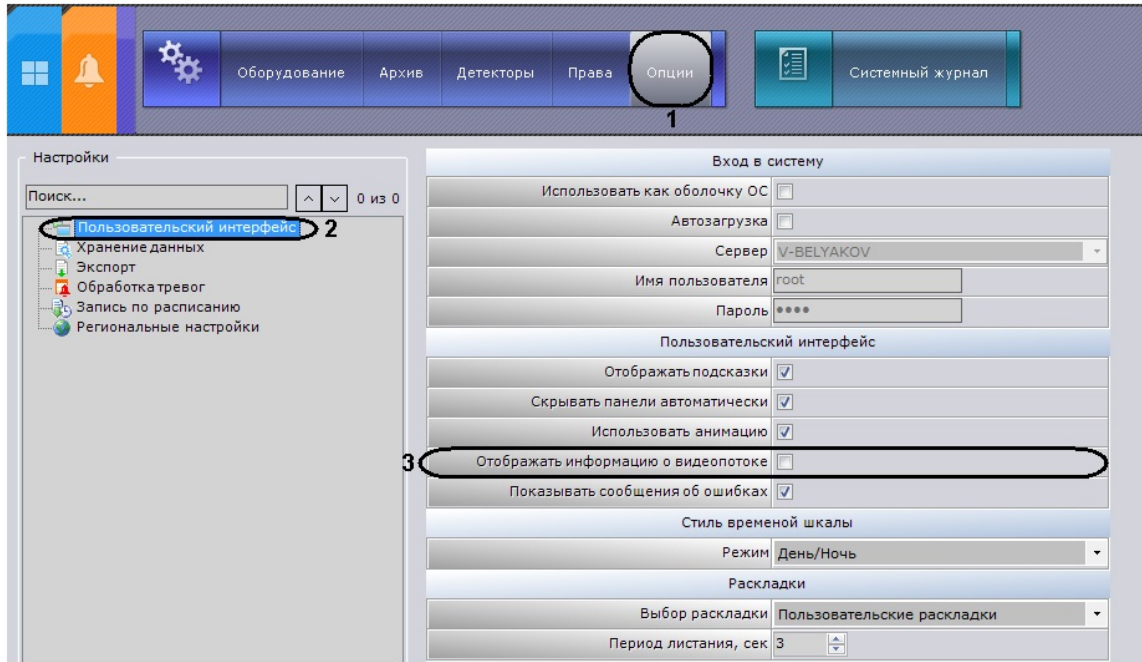 Оборудование Архив Детекторы Права Опции Системный журнал
1
Настройки
Поиск... 0 из 0
Пользовательский интерфейс 2
Хранение данных
Экспорт
Обработка тревог
Запись по расписанию
Региональные настройки
Вход в систему
Использовать как оболочку ОС
Автозагрузка
Сервер V-BELYAKOV
Имя пользователя root
Пароль ••••
Пользовательский интерфейс
Отображать подсказки
Скрывать панели автоматически
Использовать анимацию
3 Отображать информацию о видеопотоке
Показывать сообщения об ошибках
Стиль временой шкалы
Режим День/Ночь
Раскладки
Выбор раскладки Пользовательские раскладки
Период листания, сек 3